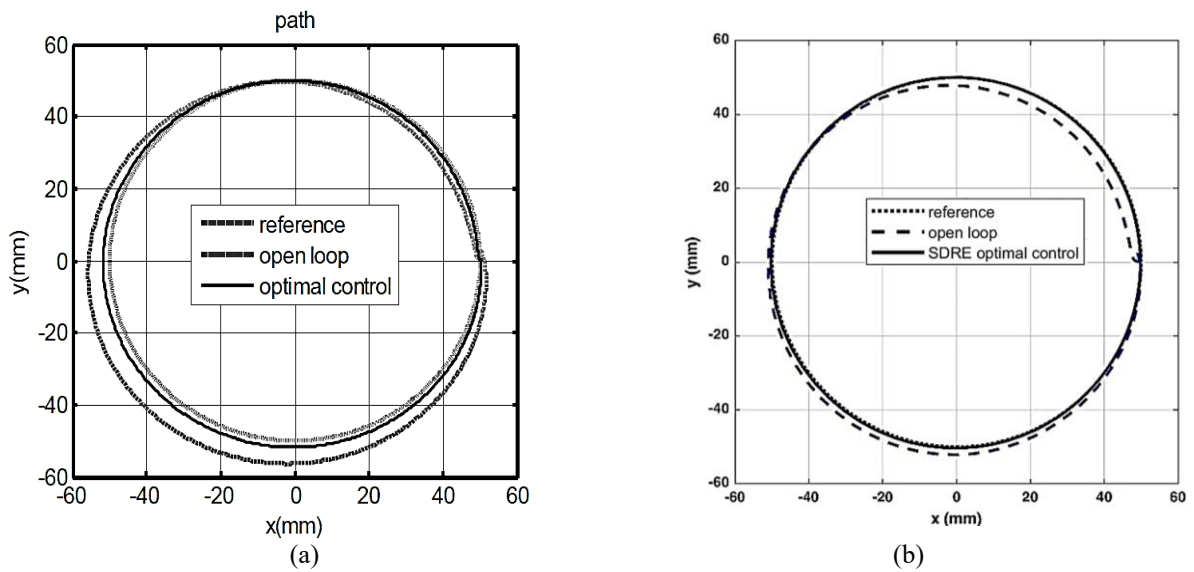 path
60
40
20
0
-20
-40
-60
y(mm)
reference
open loop
optimal control
-60 -40 -20 0 20 40 60
x(mm)
(a)
60
40
20
0
-20
-40
-60
y (mm)
reference
open loop
SDRE optimal control
-60 -40 -20 0 20 40 60
x (mm)
(b)